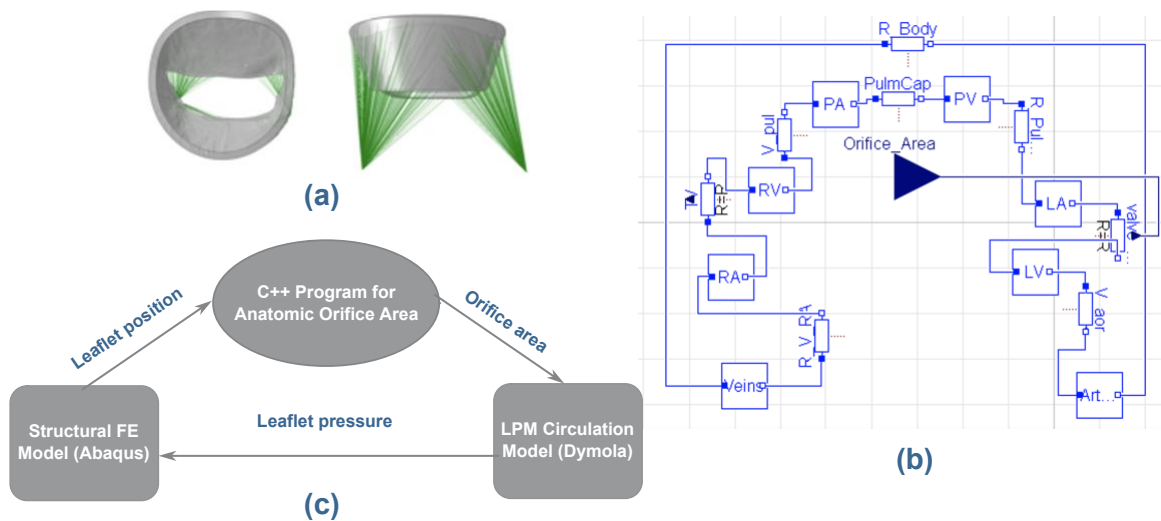 (a)
R_Body
PA
PulmCap
PV
R_Pul...
V_pul
Orifice_Area
TV
R=R
RV
LA
valve
R=R
RA
LV
V_aor
R_V_RA
Veins
Art...
(b)
C++ Program for
Anatomic Orifice Area
Leaflet position
Orifice area
Structural FE
Model (Abaqus)
Leaflet pressure
LPM Circulation
Model (Dymola)
(c)